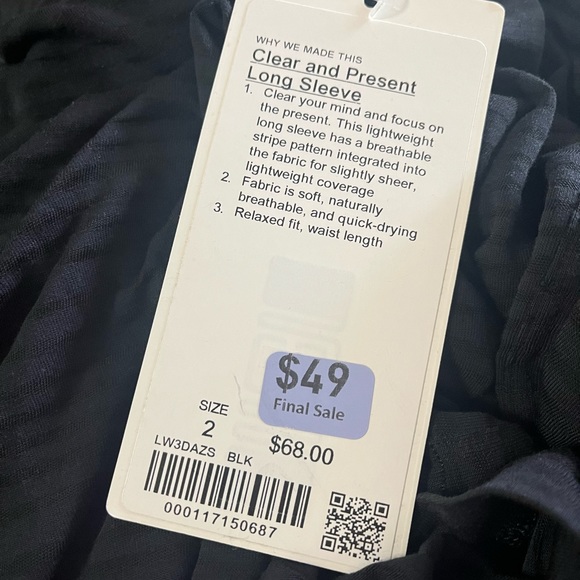 WHY WE MADE THIS
Clear and Present
Long Sleeve
1. Clear your mind and focus on
the present. This lightweight
long sleeve has a breathable
stripe pattern integrated into
the fabric for slightly sheer,
lightweight coverage
2. Fabric is soft, naturally
breathable, and quick-drying
3. Relaxed fit, waist length
$49
Final Sale
SIZE
2
$68.00
LW3DAZS BLK
000117150687